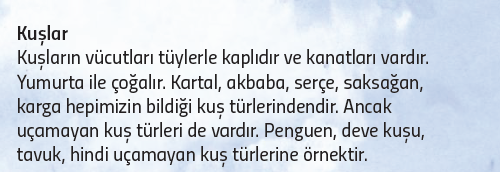 Kuşlar
Kuşların vücutları tüylerle kaplıdır ve kanatları vardır.
Yumurta ile çoğalır. Kartal, akbaba, serçe, saksağan,
karga hepimizin bildiği kuş türlerindendir. Ancak
uçamayan kuş türleri de vardır. Penguen, deve kuşu,
tavuk, hindi uçamayan kuş türlerine örnektir.